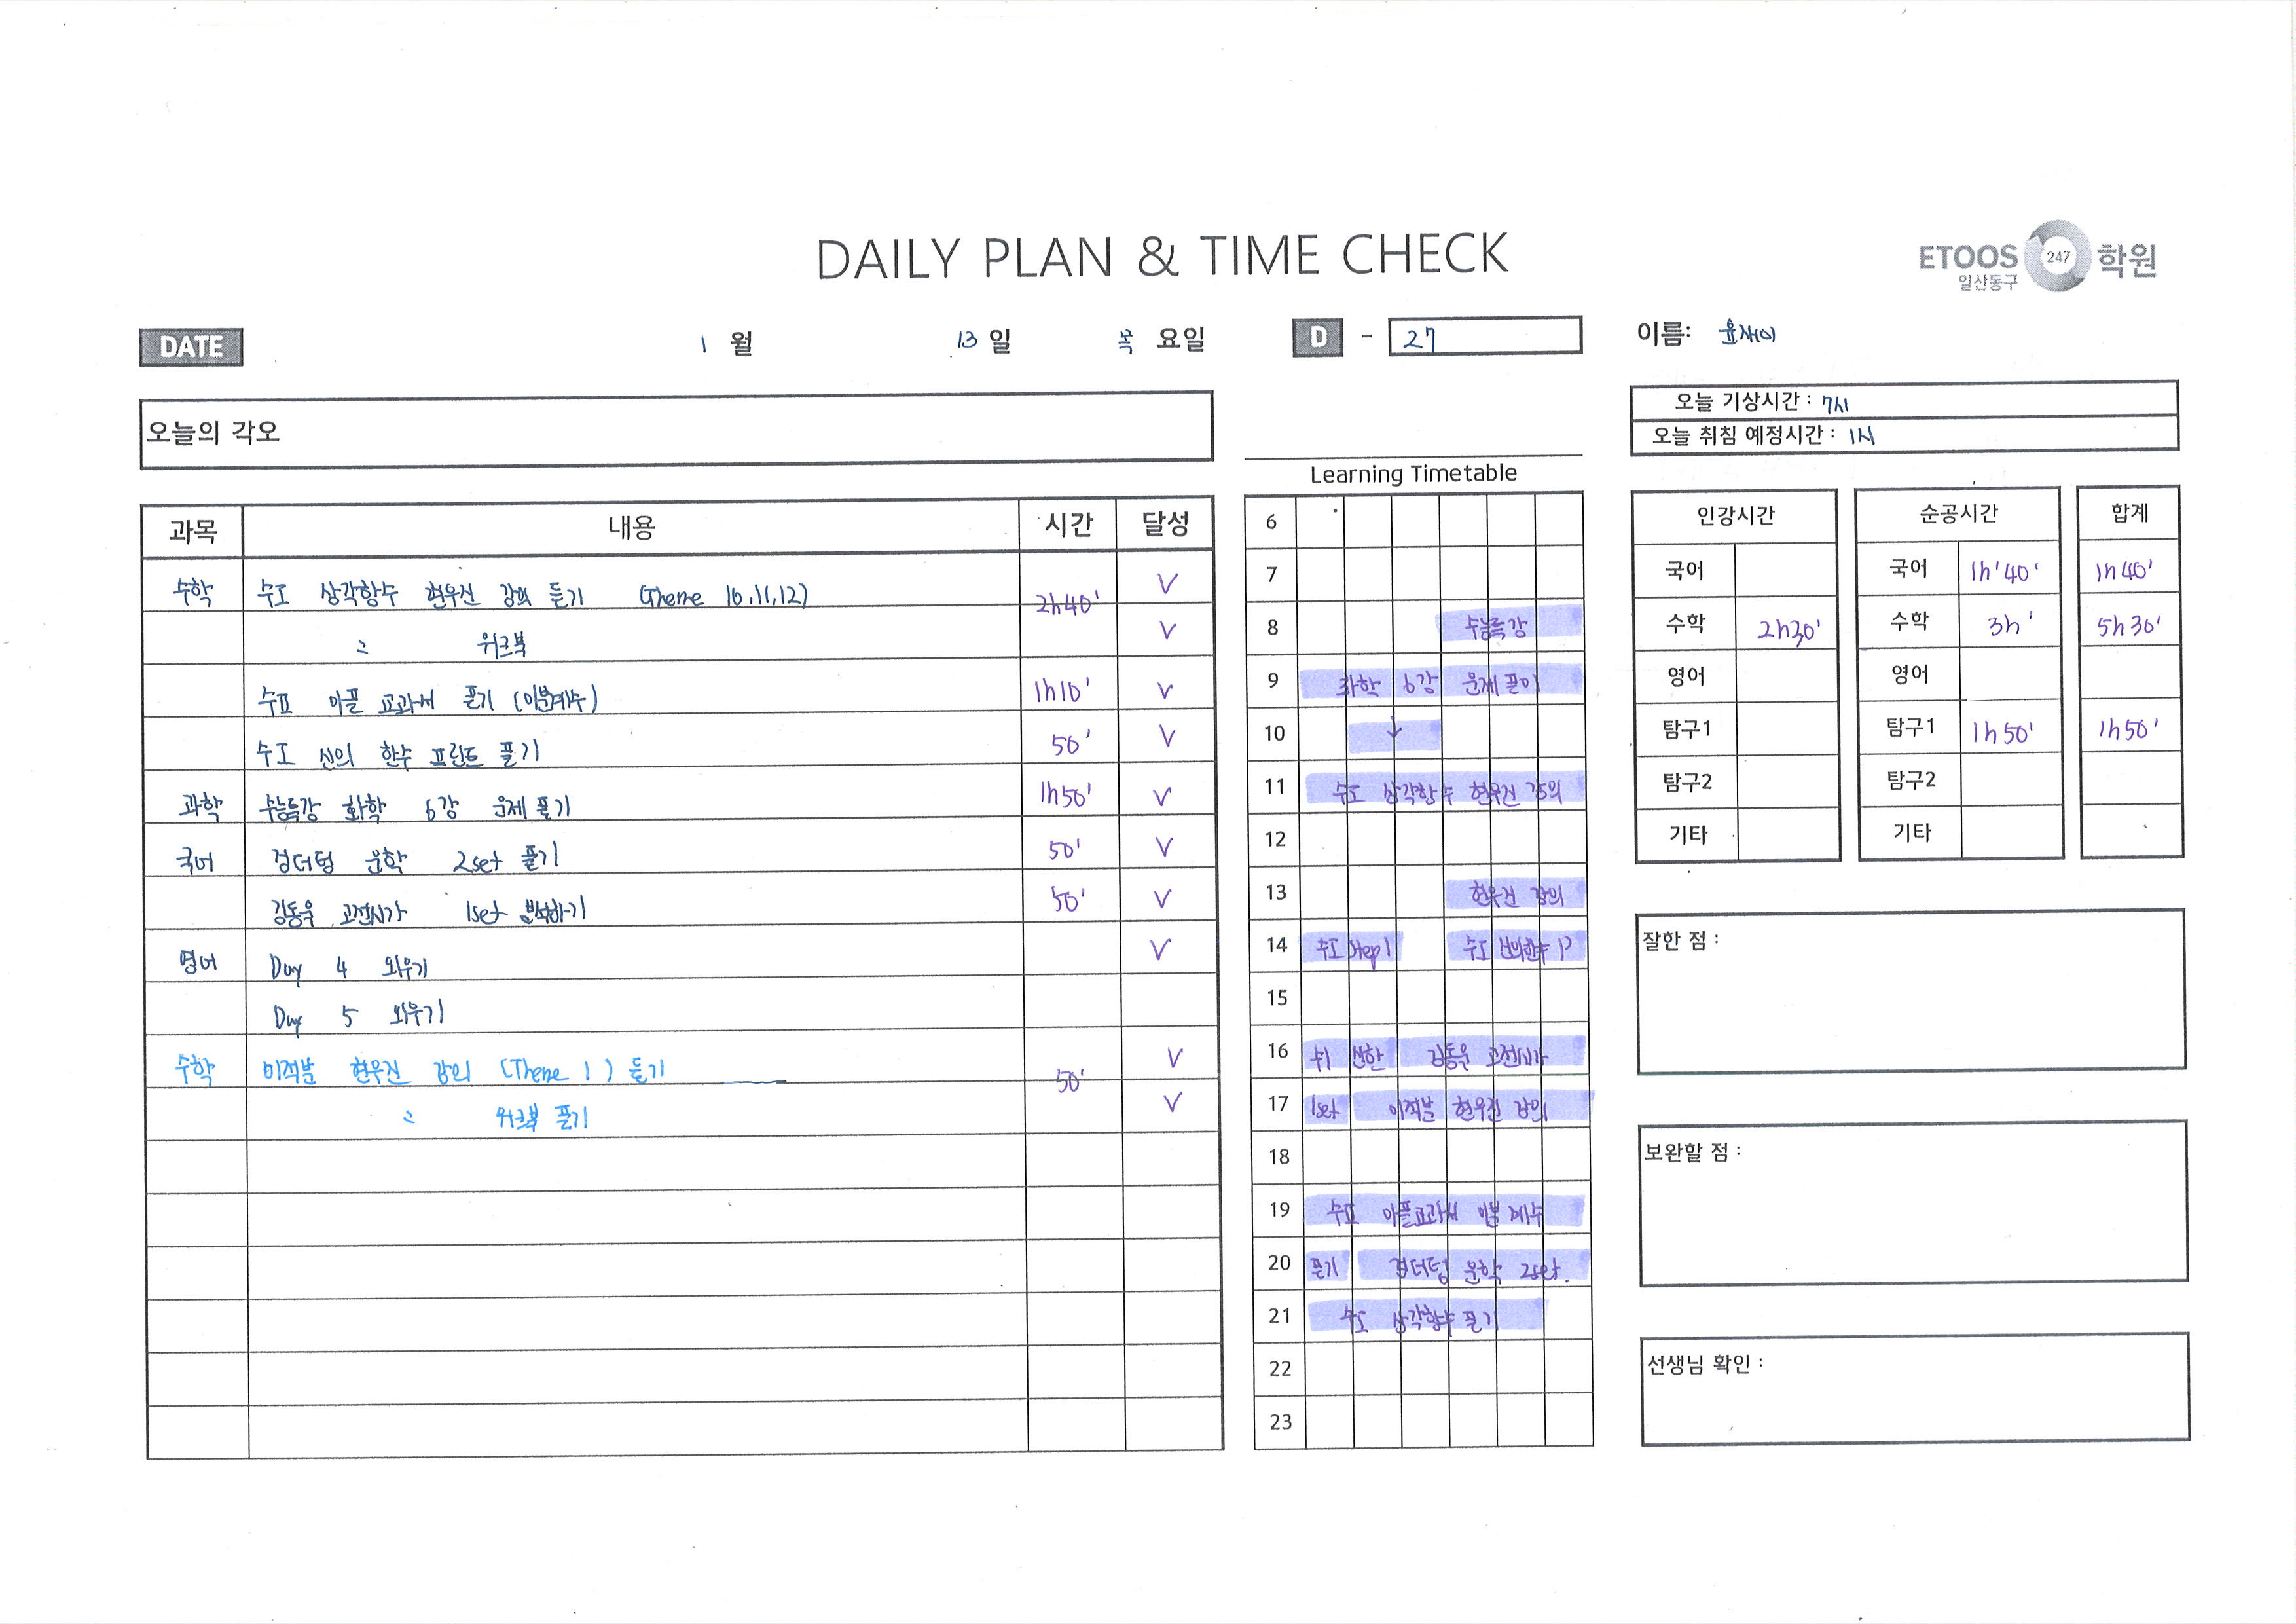 DAILY PLAN & TIME CHECK
ETOOS 247 학원
일산동구
DATE 1 월 13 일 목 요일
D - 27
이름: 윤재이
오늘의 각오
오늘 기상시간 : 7시
오늘 취침 예정시간 : 1시
과목 내용 시간 달성
수학 수I 삼각함수 현우진 강의 듣기 (Theme 10,11,12) 2h40' V
〃 워크북 V
수II 마플 교과서 풀기 (미분계수) 1h10' V
수I 신의 한수 프린트 풀기 50' V
과학 수능특강 화학 6강 문제 풀기 1h50' V
국어 검더텅 문학 2set 풀기 50' V
김동욱 고전시가 1set 분석하기 50' V
영어 Day 4 외우기 V
Day 5 외우기
수학 미적분 현우진 강의 (Theme 1) 듣기 50' V
〃 워크북 풀기 V
Learning Timetable
6
7
8 수능특강
9 화학 6강 문제 풀이
10 ↓
11 수I 삼각함수 현우진 강의
12
13 현우진 강의
14 수I step1 수I 신의한수 P
15
16 김동욱 고전시가
17 1set 미적분 현우진 강의
18
19 수II 마플교과서 미분계수
20 풀기 검더텅 문학 2set.
21 수I 삼각함수 풀기
22
23
인강시간 순공시간 합계
국어 국어 1h'40' 1h40'
수학 2h30' 수학 3h' 5h30'
영어 영어
탐구1 탐구1 1h50' 1h50'
탐구2 탐구2
기타 기타
잘한 점 :
보완할 점 :
선생님 확인 :